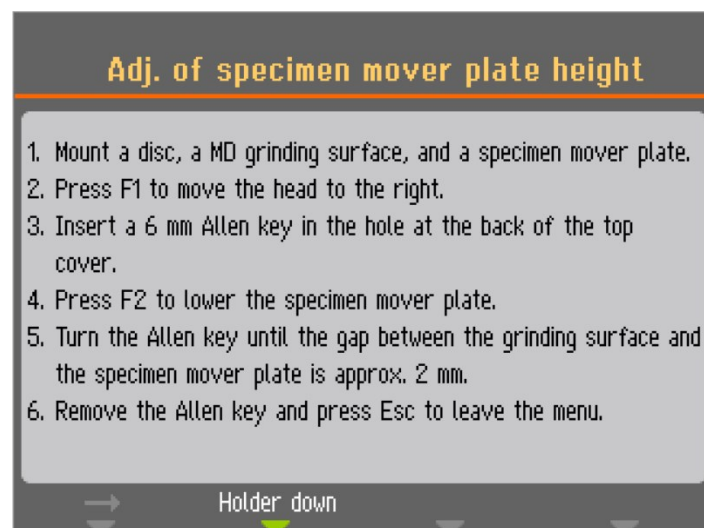 Adj. of specimen mover plate height
1. Mount a disc, a MD grinding surface, and a specimen mover plate.
2. Press F1 to move the head to the right.
3. Insert a 6 mm Allen key in the hole at the back of the top
cover.
4. Press F2 to lower the specimen mover plate.
5. Turn the Allen key until the gap between the grinding surface and
the specimen mover plate is approx. 2 mm.
6. Remove the Allen key and press Esc to leave the menu.
→ Holder down